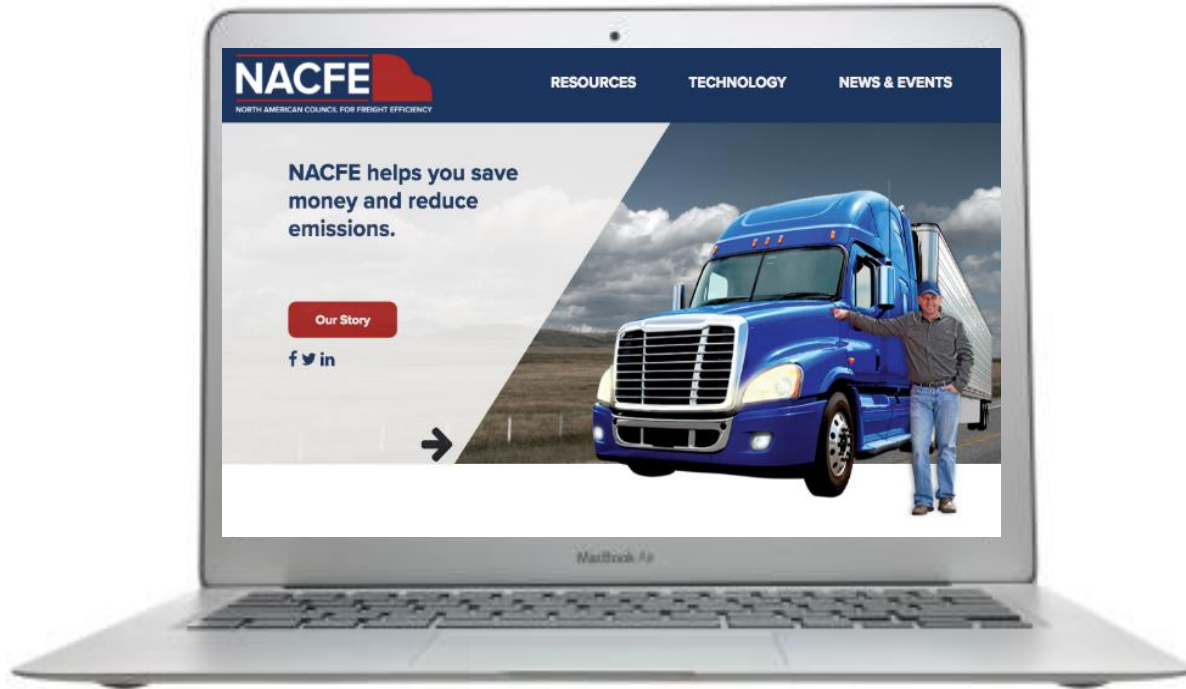 NACFE
NORTH AMERICAN COUNCIL FOR FREIGHT EFFICIENCY
RESOURCES
TECHNOLOGY
NEWS & EVENTS
NACFE helps you save
money and reduce
emissions.
Our Story
f in
MacBook Air